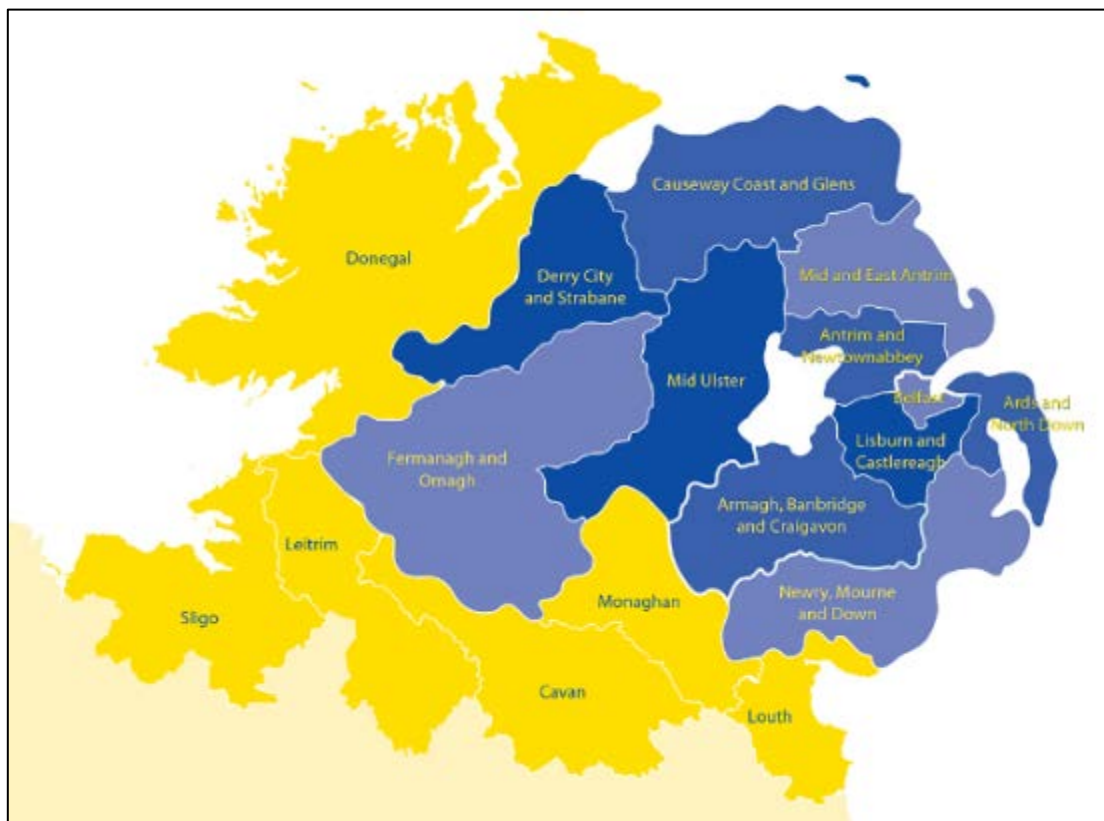 Causeway Coast and Glens
Donegal
Derry City
and Strabane
Mid and East Antrim
Antrim and
Newtownabbey
Mid Ulster
Belfast
Ards and
North Down
Lisburn and
Castlereagh
Fermanagh and
Omagh
Armagh, Banbridge
and Craigavon
Leitrim
Sligo
Monaghan
Newry, Mourne
and Down
Cavan
Louth